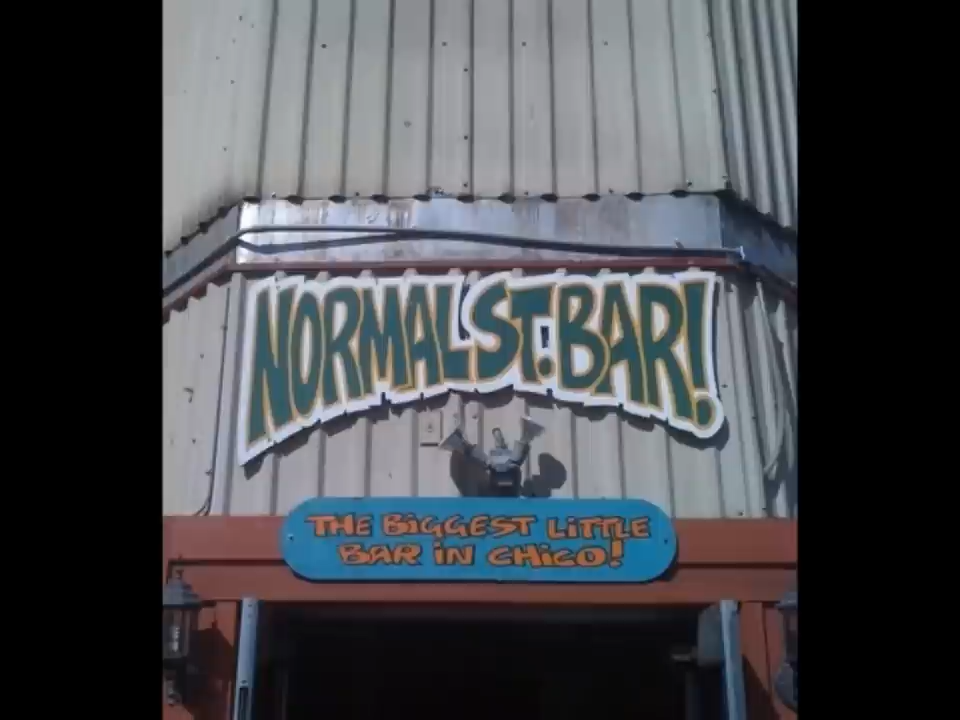 NORMAL ST. BAR!
THE BiGGEST LiTTLE
BAR iN CHiCO!